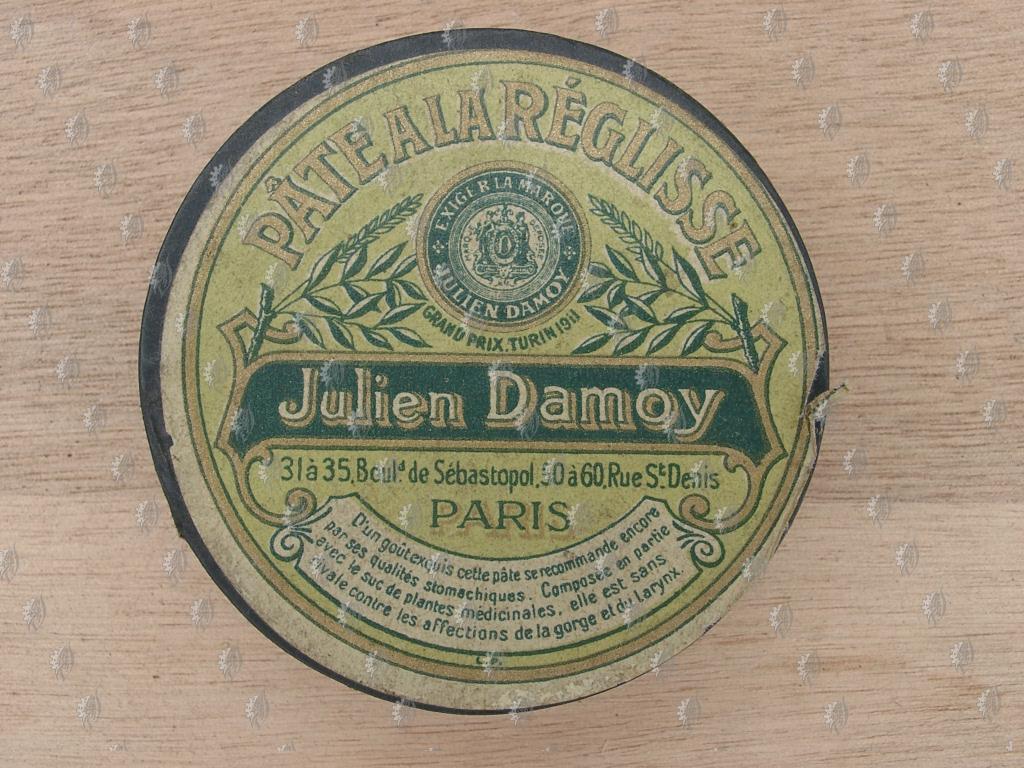 PÂTE A LA RÉGLISSE
EXIGER LA MARQUE
JULIEN DAMOY
GRAND PRIX.TURIN 1911
Julien Damoy
31 à 35, Boulᵈ de Sébastopol, 50 à 60, Rue Sᵗ Denis
PARIS
D'un goût exquis cette pâte se recommande encore
par ses qualités stomachiques. Composée en partie
avec le suc de plantes médicinales, elle est sans
rivale contre les affections de la gorge et du Larynx.